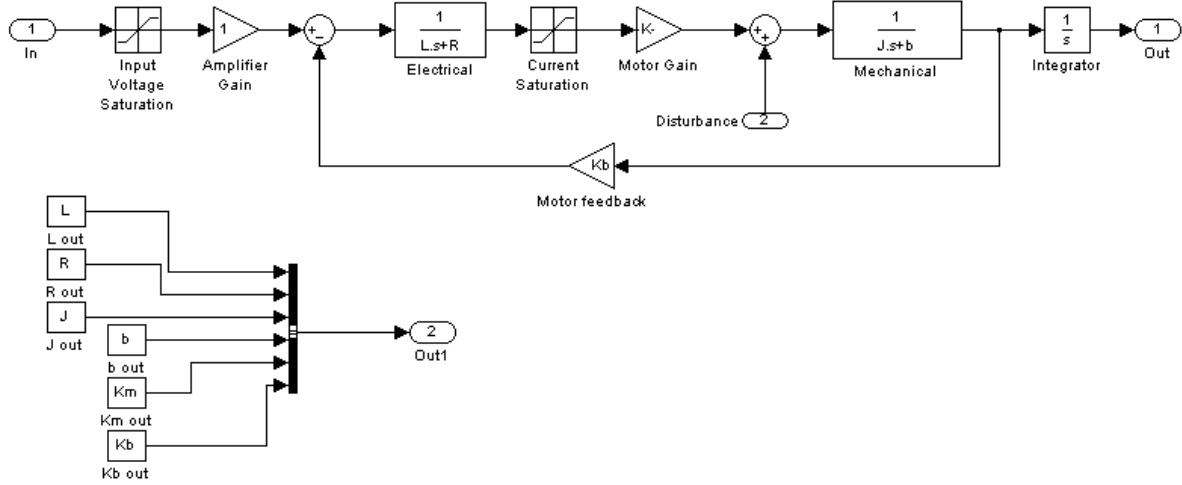 1
In
Input
Voltage
Saturation
1
Amplifier
Gain
+
−
1
L.s+R
Electrical
Current
Saturation
K-
Motor Gain
+
+
1
J.s+b
Mechanical
1
s
Integrator
1
Out
Disturbance
2
Kb
Motor feedback
L
L out
R
R out
J
J out
b
b out
Km
Km out
Kb
Kb out
2
Out1